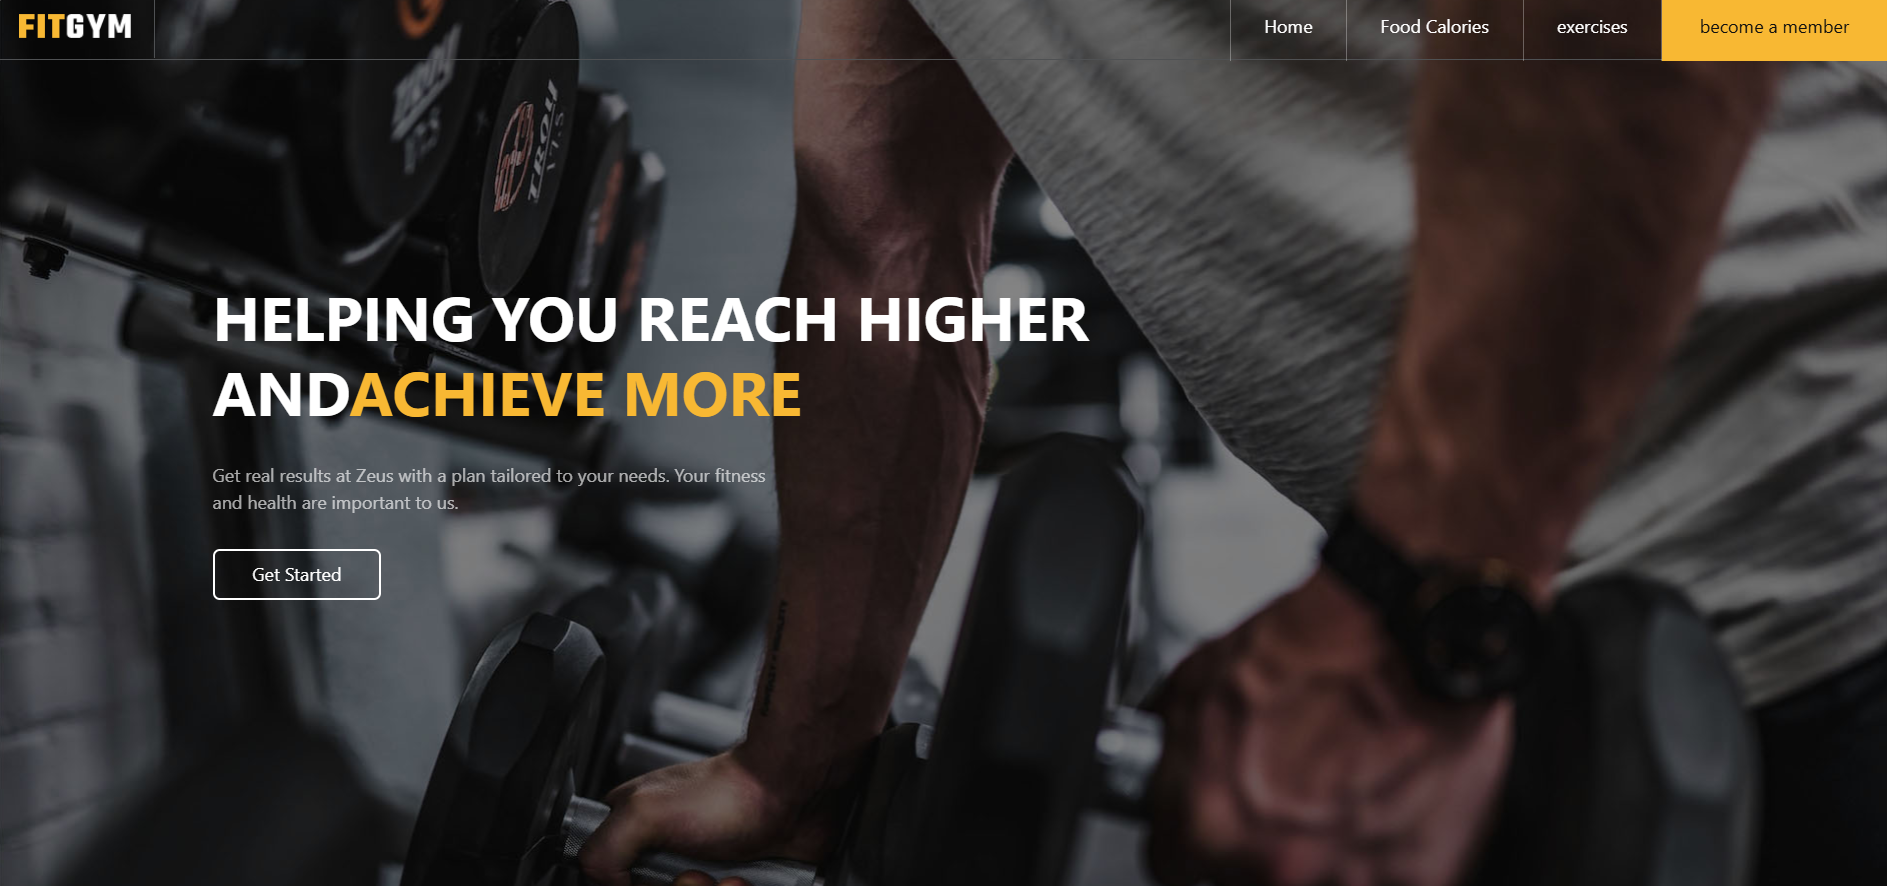 FITGYM
Home
Food Calories
exercises
become a member
IRON
HELPING YOU REACH HIGHER
ANDACHIEVE MORE
Get real results at Zeus with a plan tailored to your needs. Your fitness
and health are important to us.
Get Started